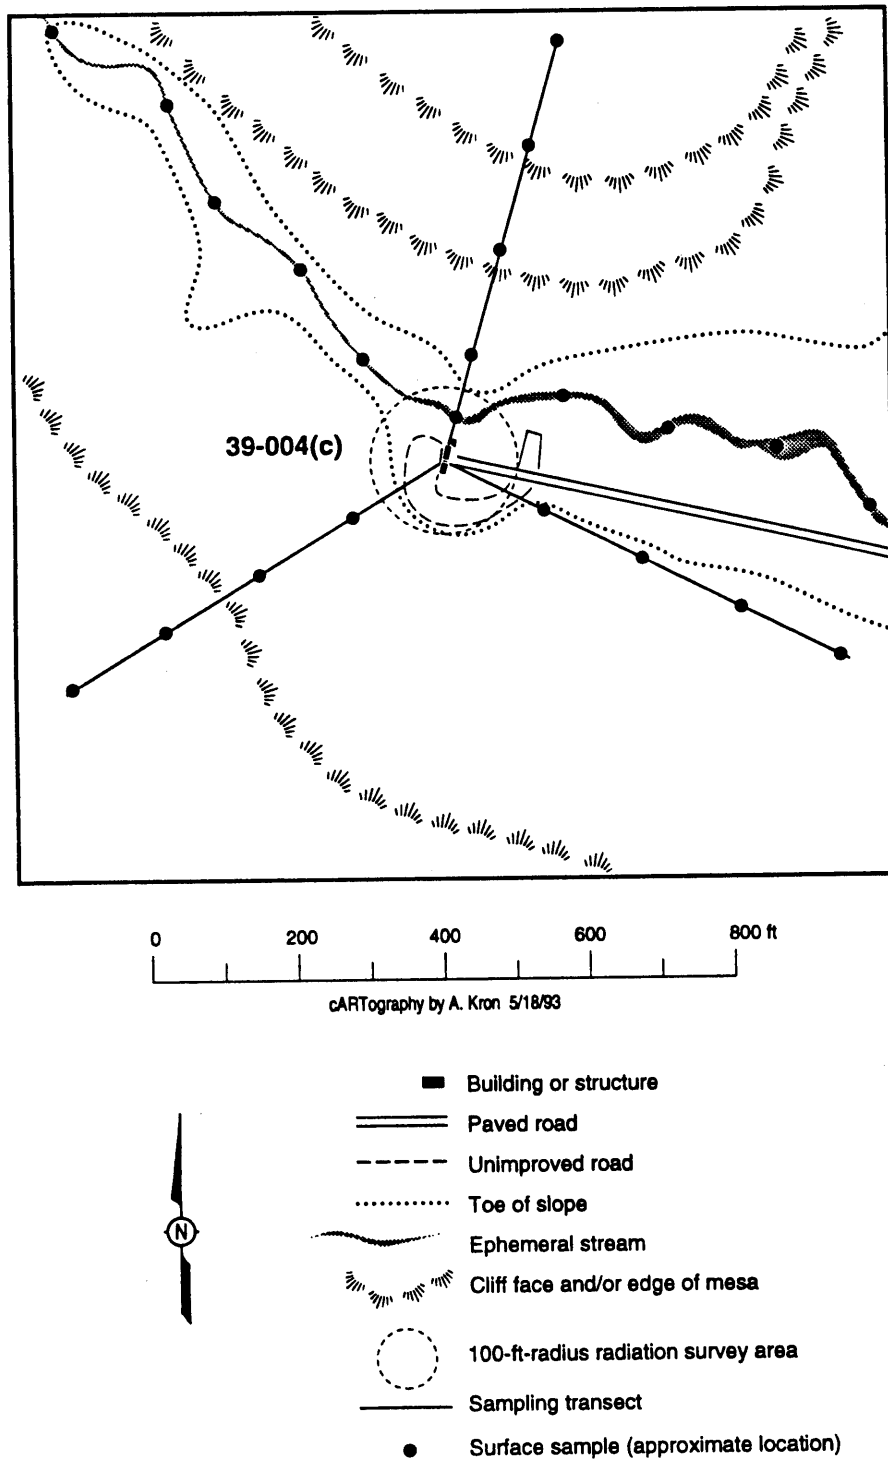 39-004(c)
0 200 400 600 800 ft
cARTography by A. Kron 5/18/93
Building or structure
Paved road
Unimproved road
Toe of slope
N
Ephemeral stream
Cliff face and/or edge of mesa
100-ft-radius radiation survey area
Sampling transect
Surface sample (approximate location)